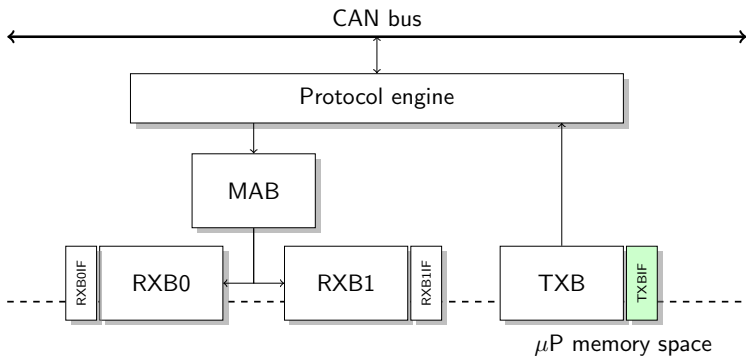 CAN bus
Protocol engine
MAB
RXB0IF
RXB0
RXB1
RXB1IF
TXB
TXBIF
μP memory space